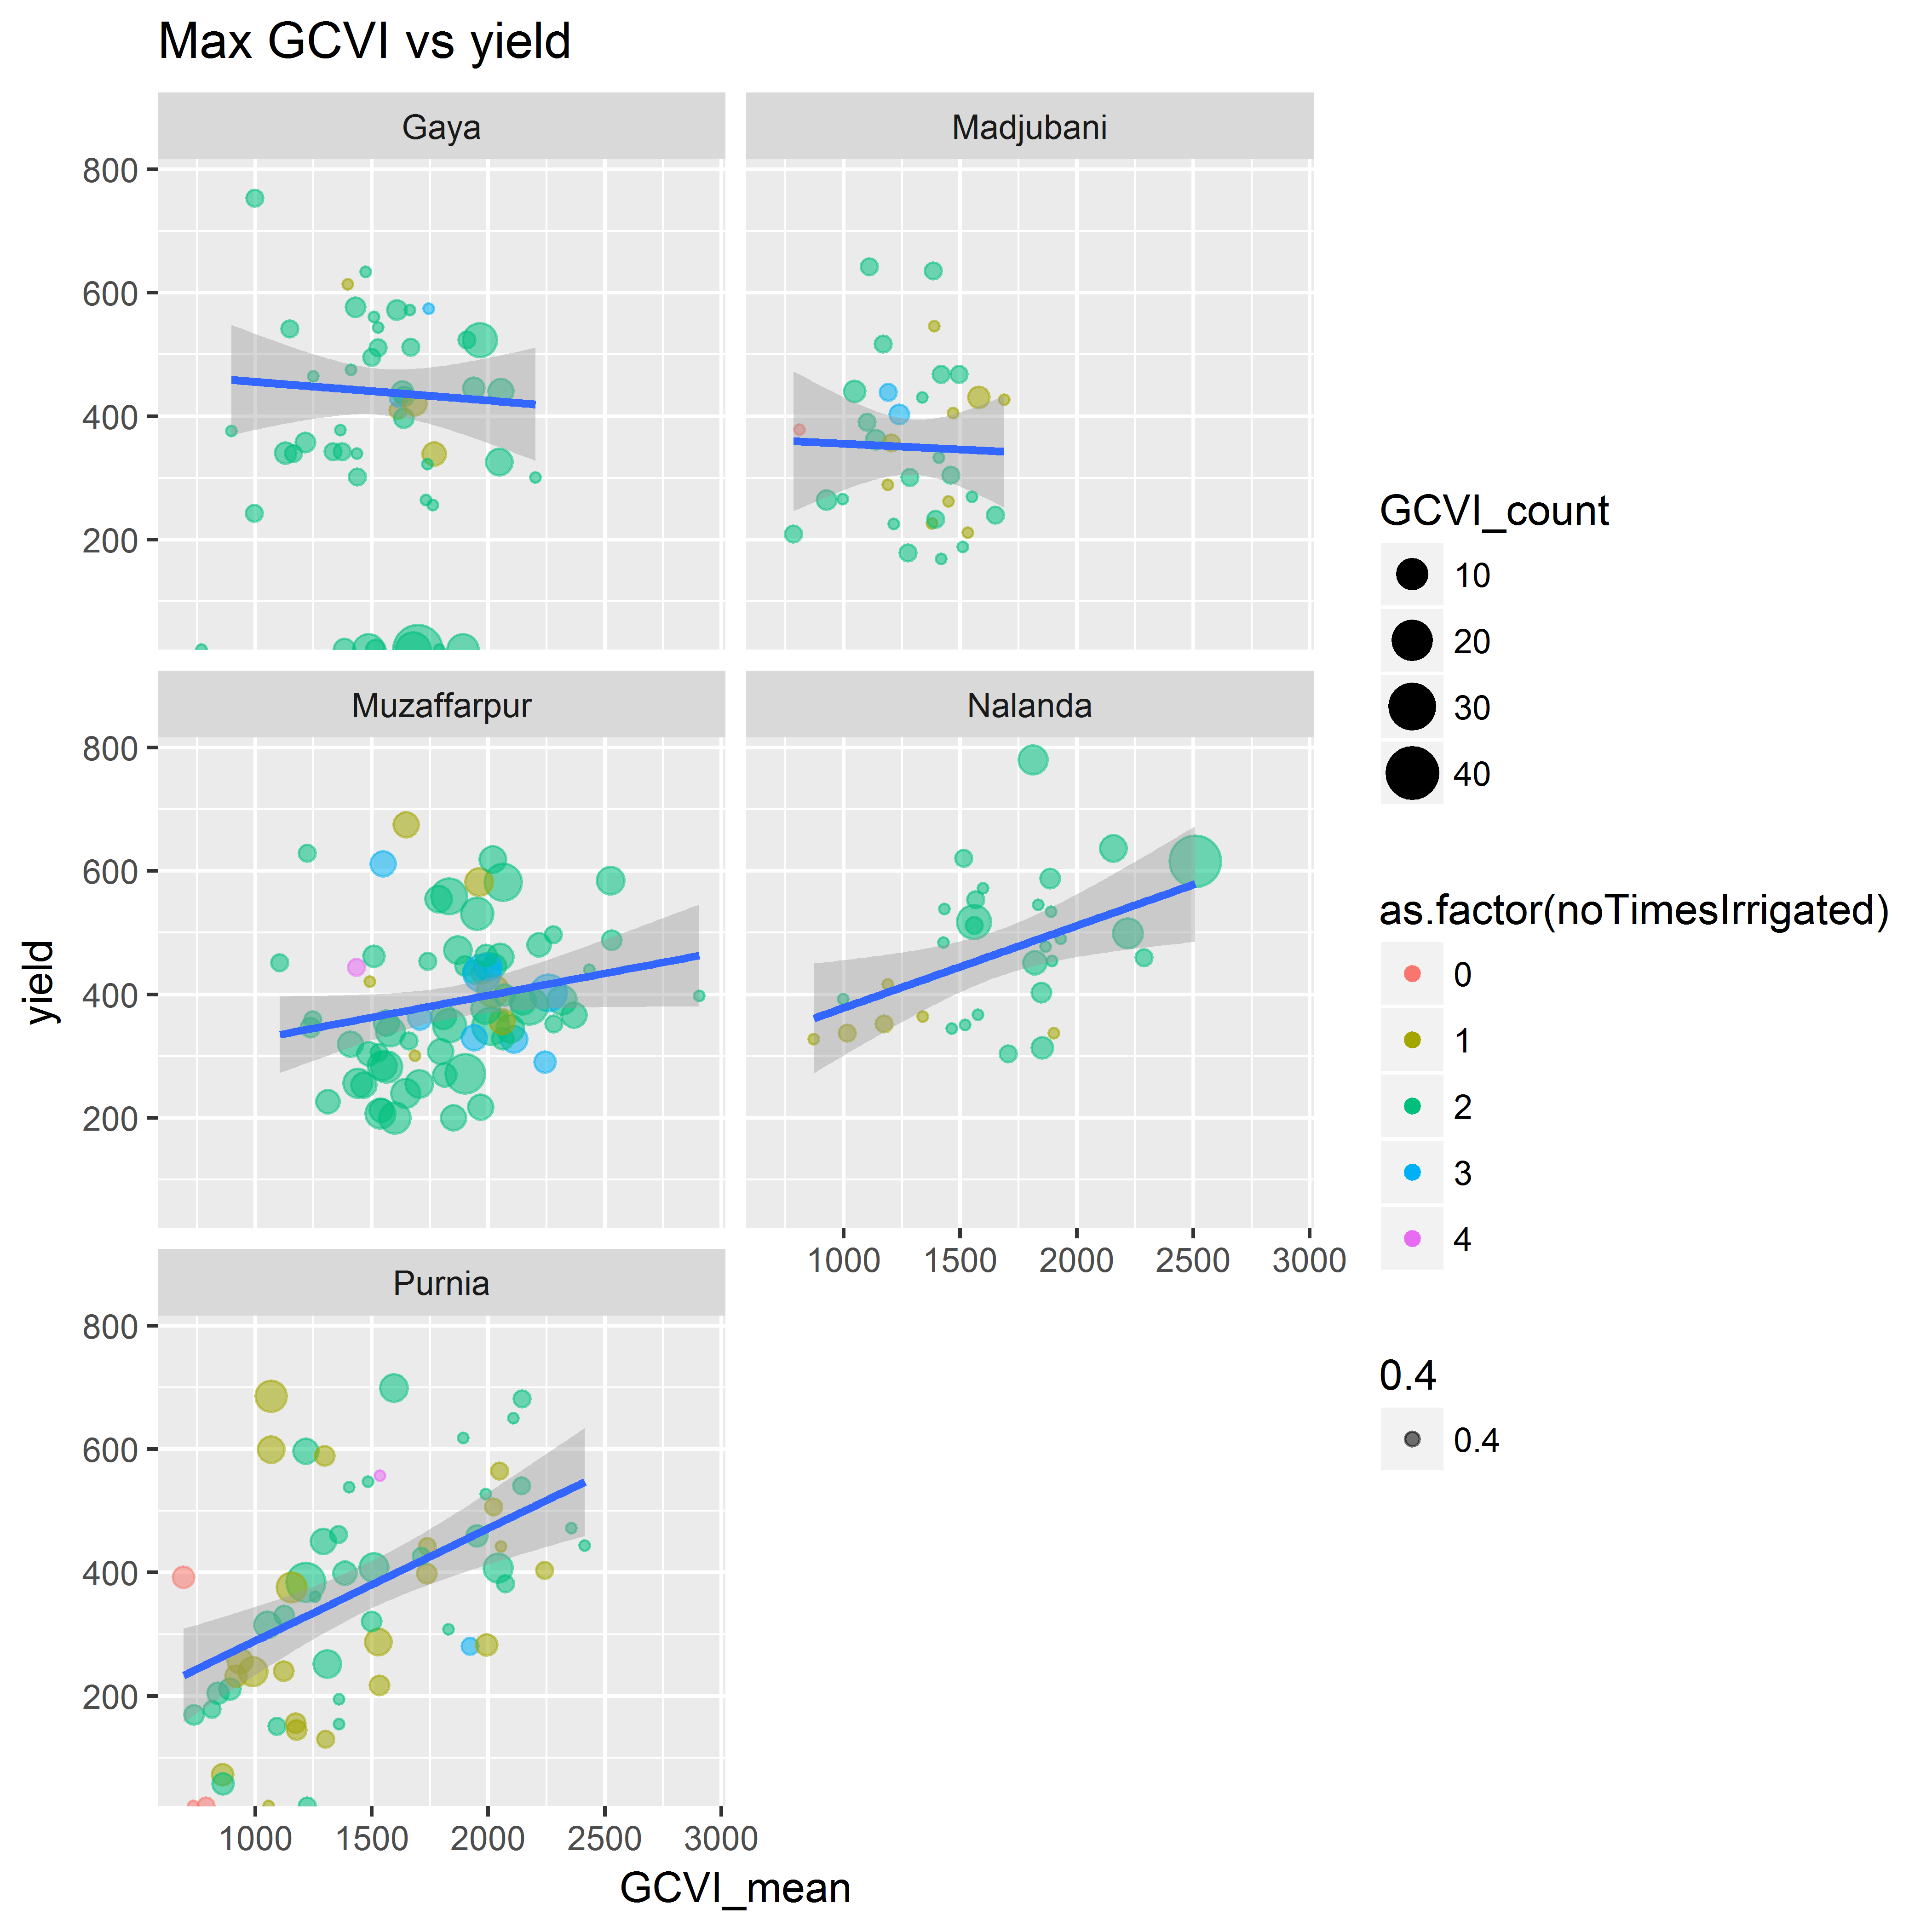 Max GCVI vs yield
Gaya
Madjubani
800
600
400
200
Muzaffarpur
Nalanda
800
600
400
200
1000 1500 2000 2500 3000
Purnia
800
600
400
200
1000 1500 2000 2500 3000
GCVI_mean
yield
GCVI_count
10
20
30
40
as.factor(noTimesIrrigated)
0
1
2
3
4
0.4
0.4